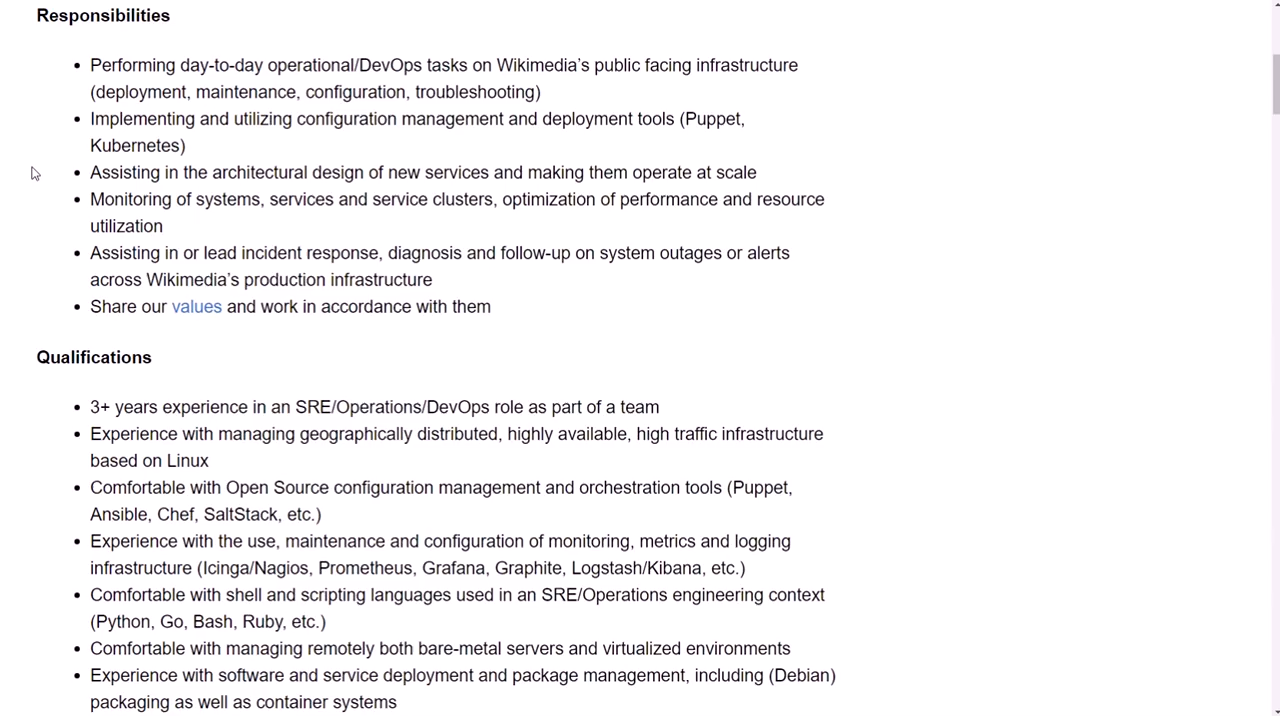 Responsibilities
Performing day-to-day operational/DevOps tasks on Wikimedia’s public facing infrastructure
(deployment, maintenance, configuration, troubleshooting)
Implementing and utilizing configuration management and deployment tools (Puppet,
Kubernetes)
Assisting in the architectural design of new services and making them operate at scale
Monitoring of systems, services and service clusters, optimization of performance and resource
utilization
Assisting in or lead incident response, diagnosis and follow-up on system outages or alerts
across Wikimedia’s production infrastructure
Share our values and work in accordance with them
Qualifications
3+ years experience in an SRE/Operations/DevOps role as part of a team
Experience with managing geographically distributed, highly available, high traffic infrastructure
based on Linux
Comfortable with Open Source configuration management and orchestration tools (Puppet,
Ansible, Chef, SaltStack, etc.)
Experience with the use, maintenance and configuration of monitoring, metrics and logging
infrastructure (Icinga/Nagios, Prometheus, Grafana, Graphite, Logstash/Kibana, etc.)
Comfortable with shell and scripting languages used in an SRE/Operations engineering context
(Python, Go, Bash, Ruby, etc.)
Comfortable with managing remotely both bare-metal servers and virtualized environments
Experience with software and service deployment and package management, including (Debian)
packaging as well as container systems